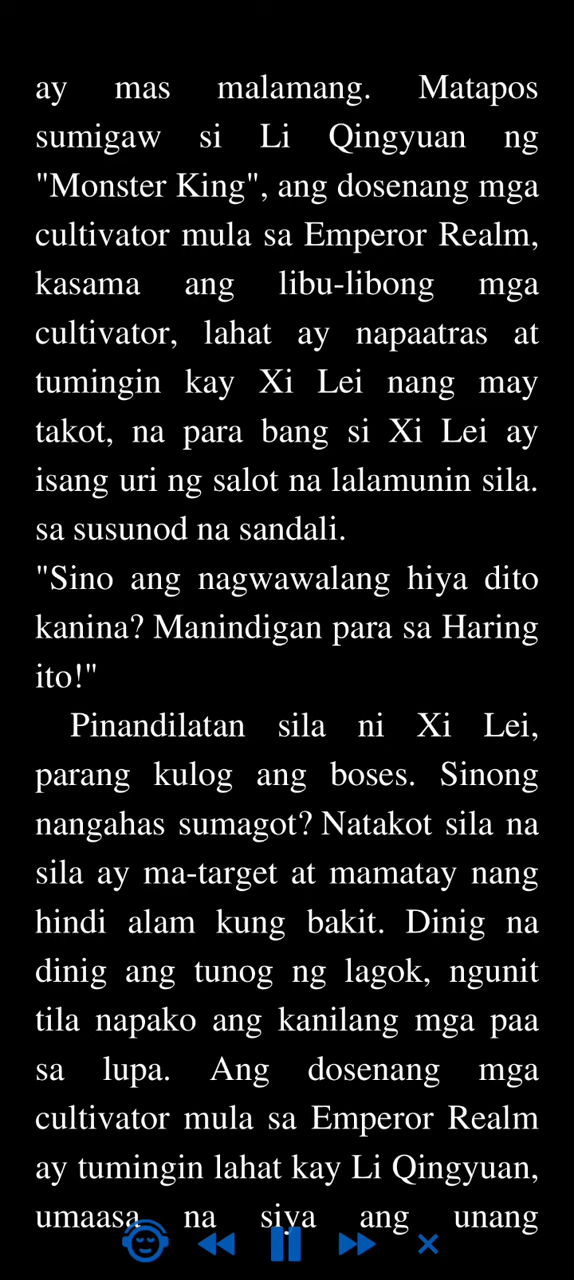 ay mas malamang. Matapos
sumigaw si Li Qingyuan ng
"Monster King", ang dosenang mga
cultivator mula sa Emperor Realm,
kasama ang libu-libong mga
cultivator, lahat ay napaatras at
tumingin kay Xi Lei nang may
takot, na para bang si Xi Lei ay
isang uri ng salot na lalamunin sila.
sa susunod na sandali.
"Sino ang nagwawalang hiya dito
kanina? Manindigan para sa Haring
ito!"
Pinandilatan sila ni Xi Lei,
parang kulog ang boses. Sinong
nangahas sumagot? Natakot sila na
sila ay ma-target at mamatay nang
hindi alam kung bakit. Dinig na
dinig ang tunog ng lagok, ngunit
tila napako ang kanilang mga paa
sa lupa. Ang dosenang mga
cultivator mula sa Emperor Realm
ay tumingin lahat kay Li Qingyuan,
umaasa na siya ang unang